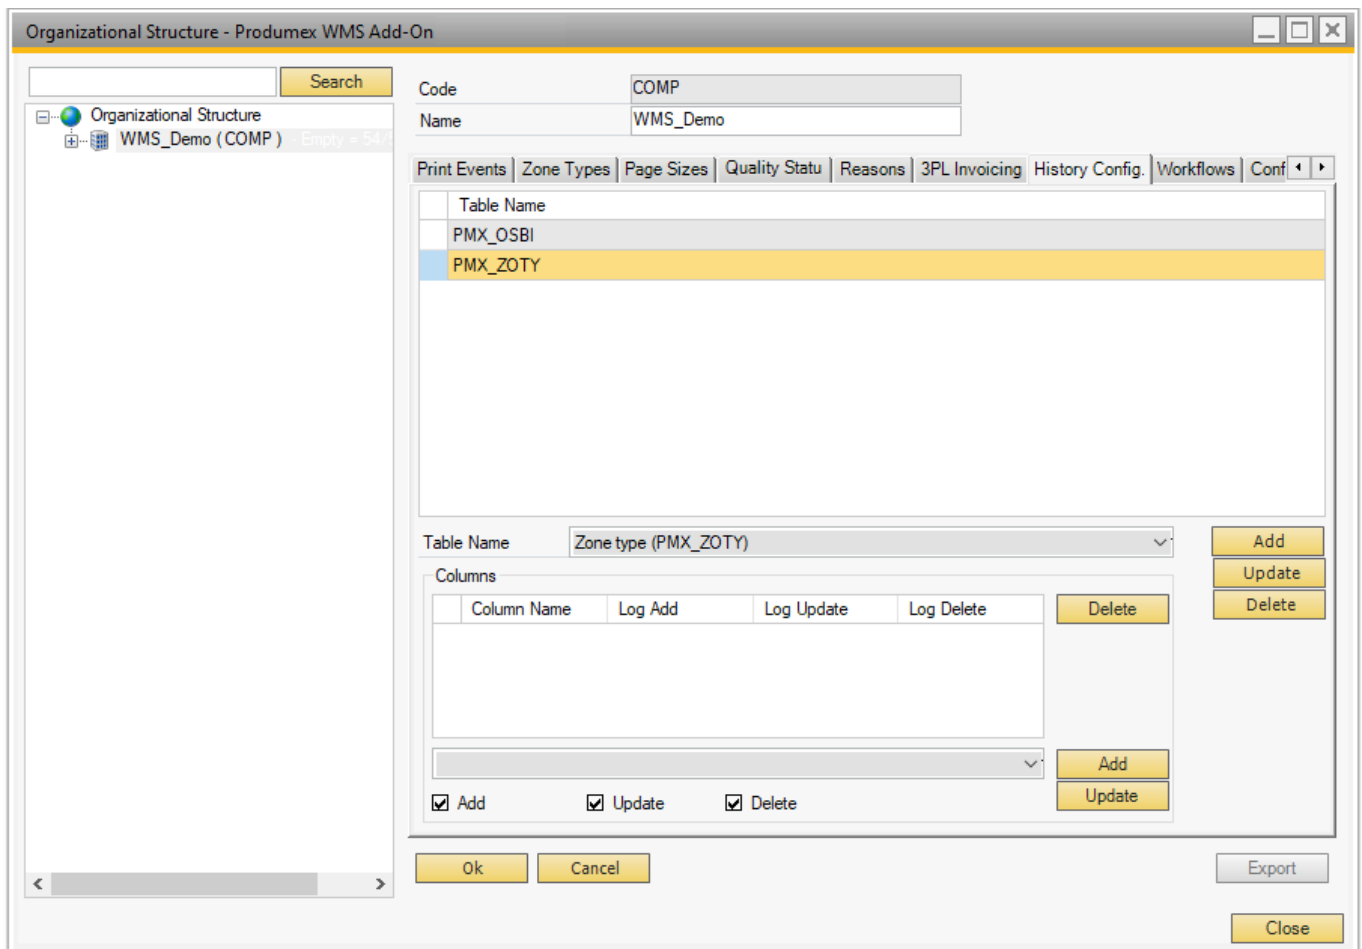 Organizational Structure - Produmex WMS Add-On
Search
Organizational Structure
WMS_Demo ( COMP ) - Empty = 54/
Code COMP
Name WMS_Demo
Print Events Zone Types Page Sizes Quality Statu Reasons 3PL Invoicing History Config. Workflows Conf
Table Name
PMX_OSBI
PMX_ZOTY
Table Name Zone type (PMX_ZOTY) Add
Columns Update
Column Name Log Add Log Update Log Delete Delete Delete
Add
Add Update Delete Update
Ok Cancel Export
Close